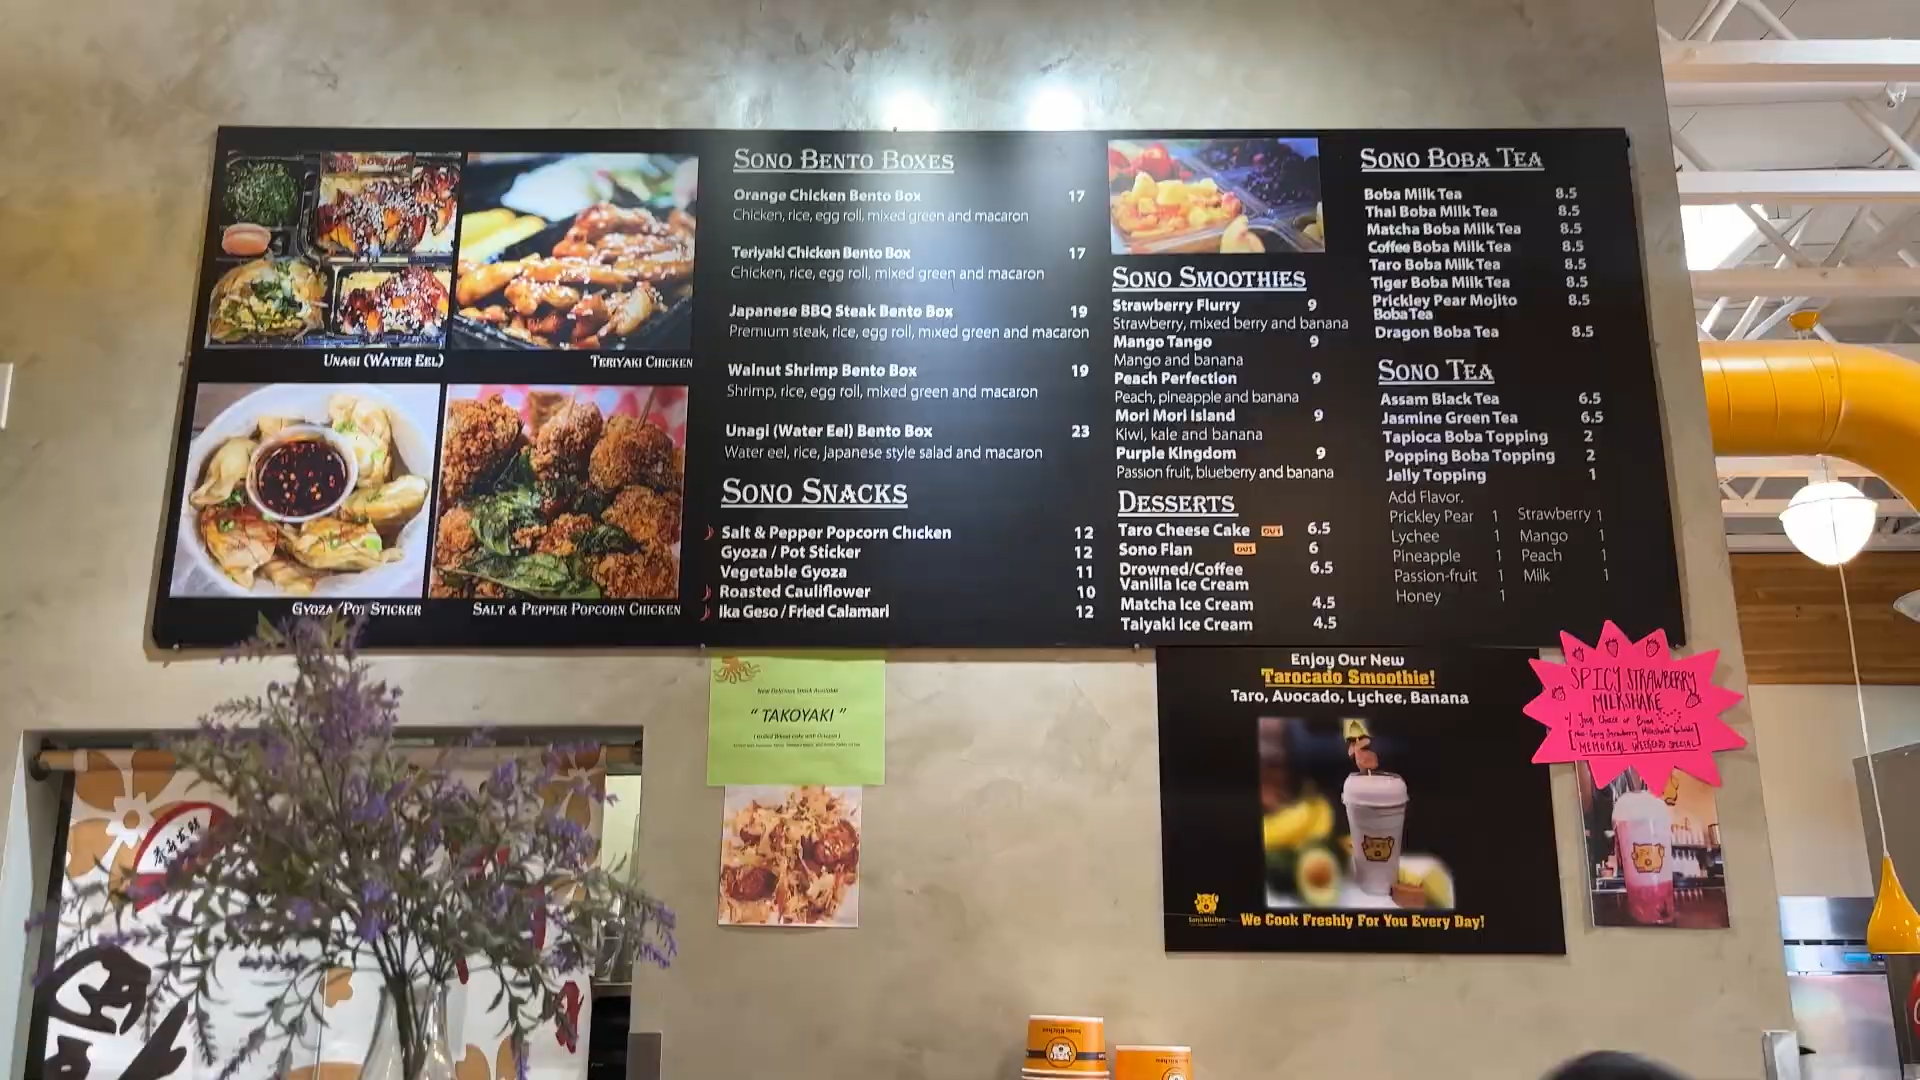 UNAGI (WATER EEL)
TERIYAKI CHICKEN
GYOZA /POT STICKER
SALT & PEPPER POPCORN CHICKEN
SONO BENTO BOXES
Orange Chicken Bento Box 17
Chicken, rice, egg roll, mixed green and macaron
Teriyaki Chicken Bento Box 17
Chicken, rice, egg roll, mixed green and macaron
Japanese BBQ Steak Bento Box 19
Premium steak, rice, egg roll, mixed green and macaron
Walnut Shrimp Bento Box 19
Shrimp, rice, egg roll, mixed green and macaron
Unagi (Water Eel) Bento Box 23
Water eel, rice, Japanese style salad and macaron
SONO SNACKS
Salt & Pepper Popcorn Chicken 12
Gyoza / Pot Sticker 12
Vegetable Gyoza 11
Roasted Cauliflower 10
Ika Geso / Fried Calamari 12
SONO SMOOTHIES
Strawberry Flurry 9
Strawberry, mixed berry and banana
Mango Tango 9
Mango and banana
Peach Perfection 9
Peach, pineapple and banana
Mori Mori Island 9
Kiwi, kale and banana
Purple Kingdom 9
Passion fruit, blueberry and banana
DESSERTS
Taro Cheese Cake OUT 6.5
Sono Flan OUT 6
Drowned/Coffee 6.5
Vanilla Ice Cream
Matcha Ice Cream 4.5
Taiyaki Ice Cream 4.5
SONO BOBA TEA
Boba Milk Tea 8.5
Thai Boba Milk Tea 8.5
Matcha Boba Milk Tea 8.5
Coffee Boba Milk Tea 8.5
Taro Boba Milk Tea 8.5
Tiger Boba Milk Tea 8.5
Prickley Pear Mojito 8.5
Boba Tea
Dragon Boba Tea 8.5
SONO TEA
Assam Black Tea 6.5
Jasmine Green Tea 6.5
Tapioca Boba Topping 2
Popping Boba Topping 2
Jelly Topping 1
Add Flavor.
Prickley Pear 1 Strawberry 1
Lychee 1 Mango 1
Pineapple 1 Peach 1
Passion-fruit 1 Milk 1
Honey 1
New Delicious Snack Available
" TAKOYAKI "
Enjoy Our New
Tarocado Smoothie!
Taro, Avocado, Lychee, Banana
Sono Kitchen
We Cook Freshly For You Every Day!
SPICY STRAWBERRY
MILKSHAKE
MEMORIAL WEEKEND SPECIAL
Sono Kitchen